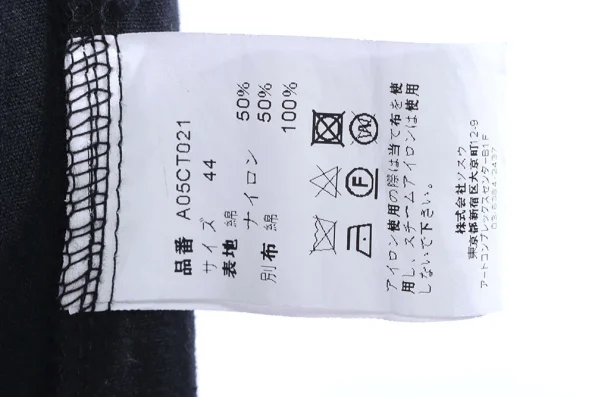 品番 A05CT021
サイズ 44
表地 綿 50%
ナイロン 50%
別布 綿 100%
アイロン使用の際は当て布を使
用し、スチームアイロンは使用
しないで下さい。
株式会社ソスウ
東京都新宿区大京町12-9
アートコンプレックスセンターB1F